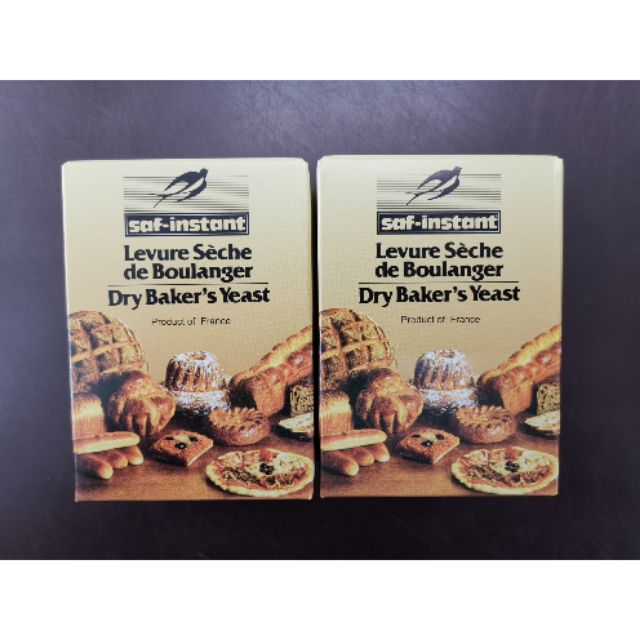 saf-instant
Levure Sèche
de Boulanger
Dry Baker's Yeast
Product of France
saf-instant
Levure Sèche
de Boulanger
Dry Baker's Yeast
Product of France